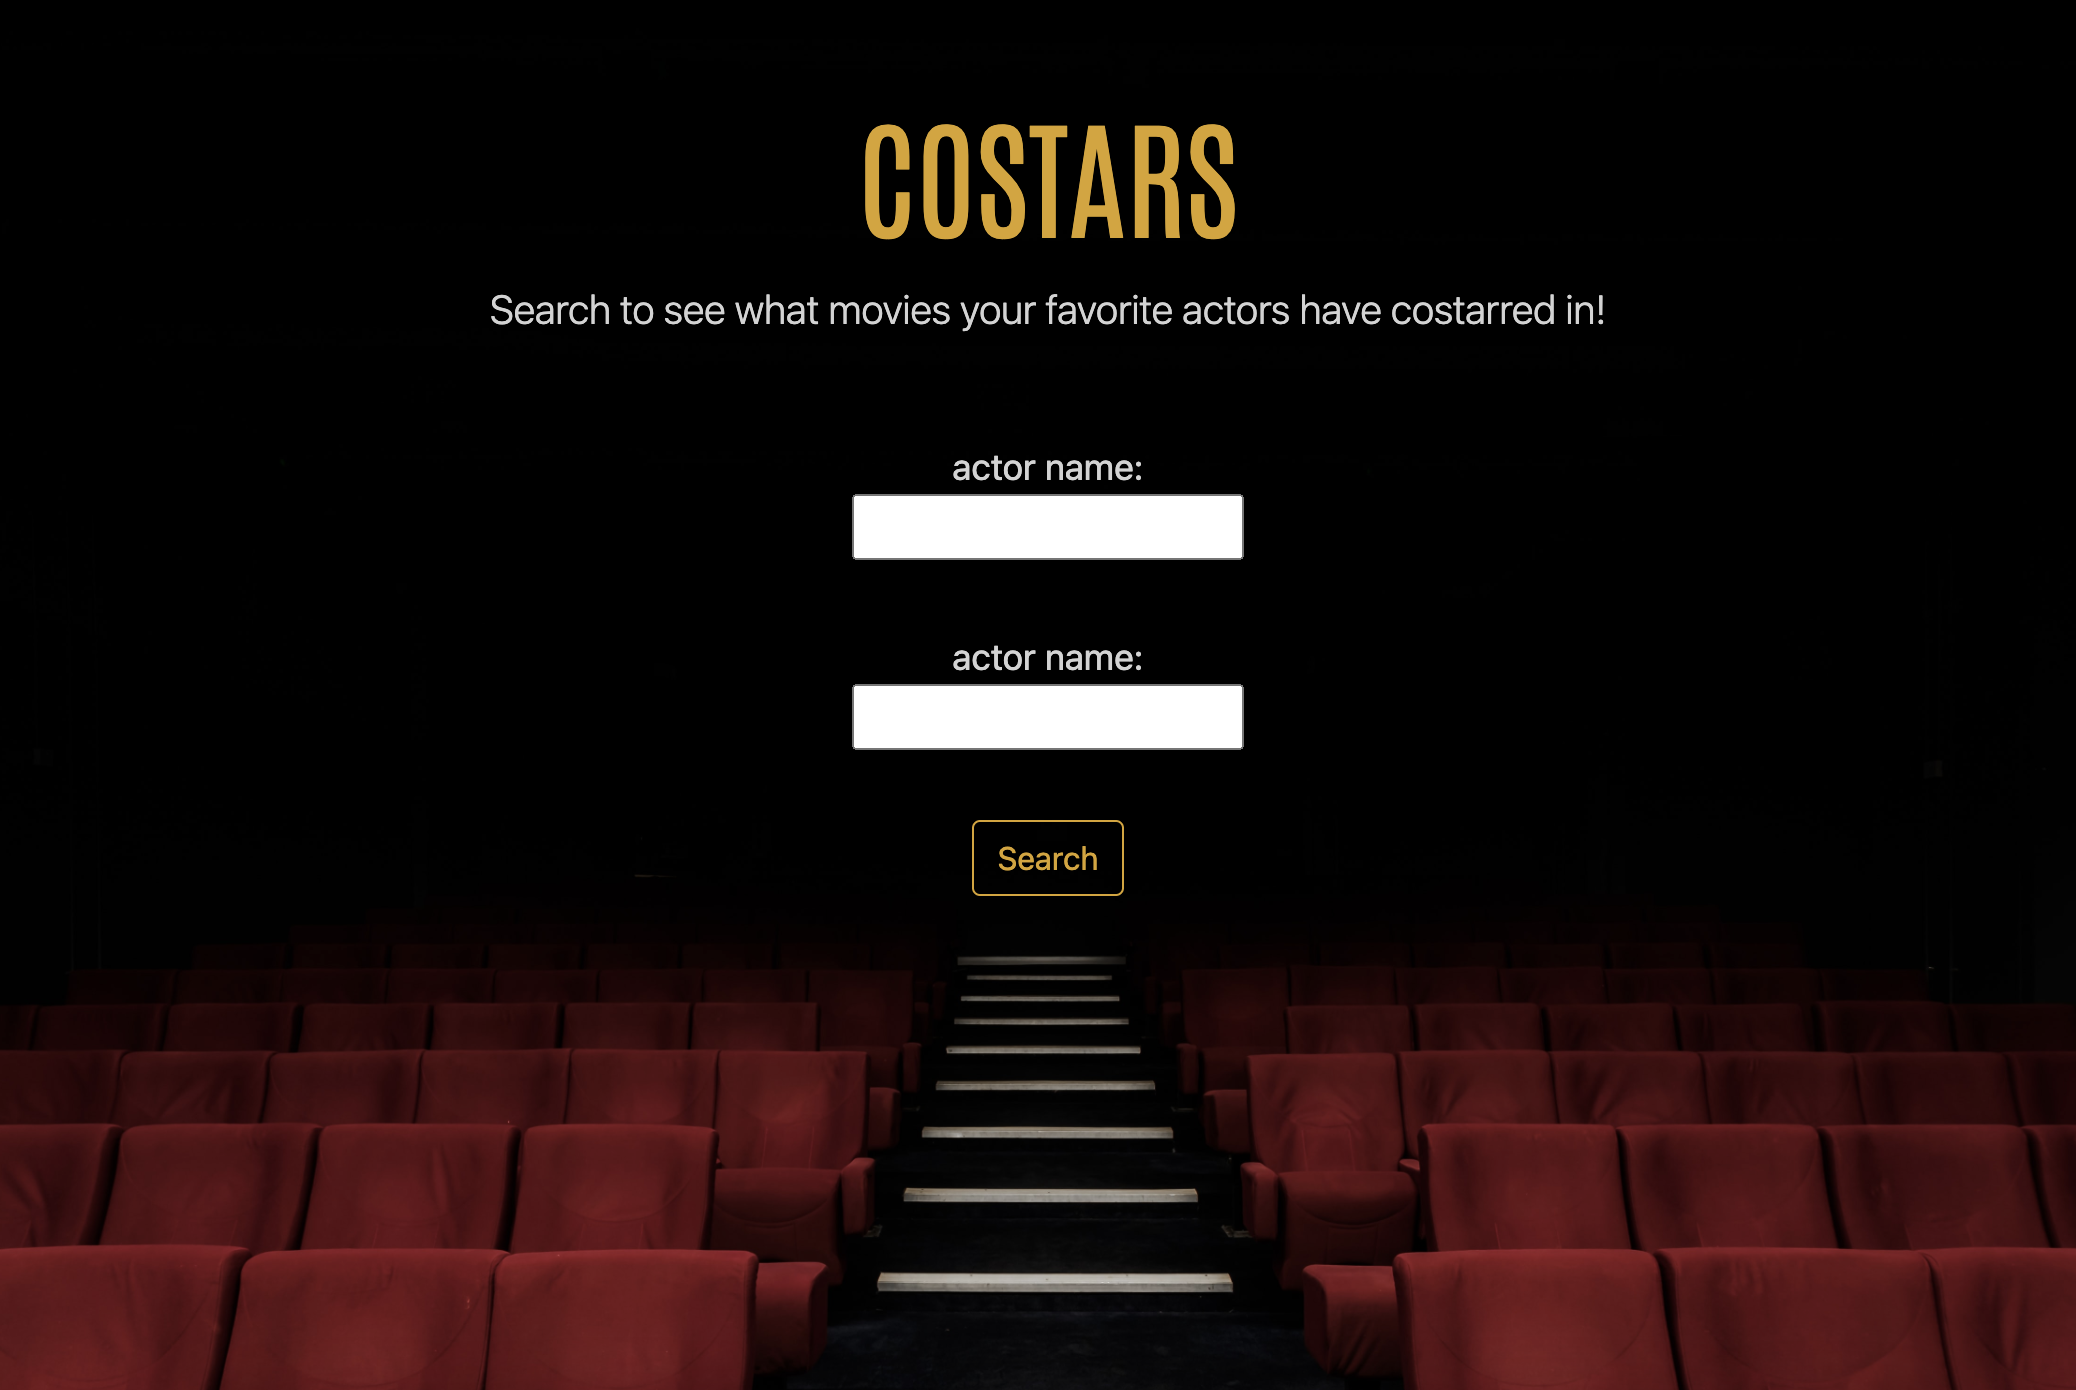 COSTARS
Search to see what movies your favorite actors have costarred in!
actor name:
actor name:
Search